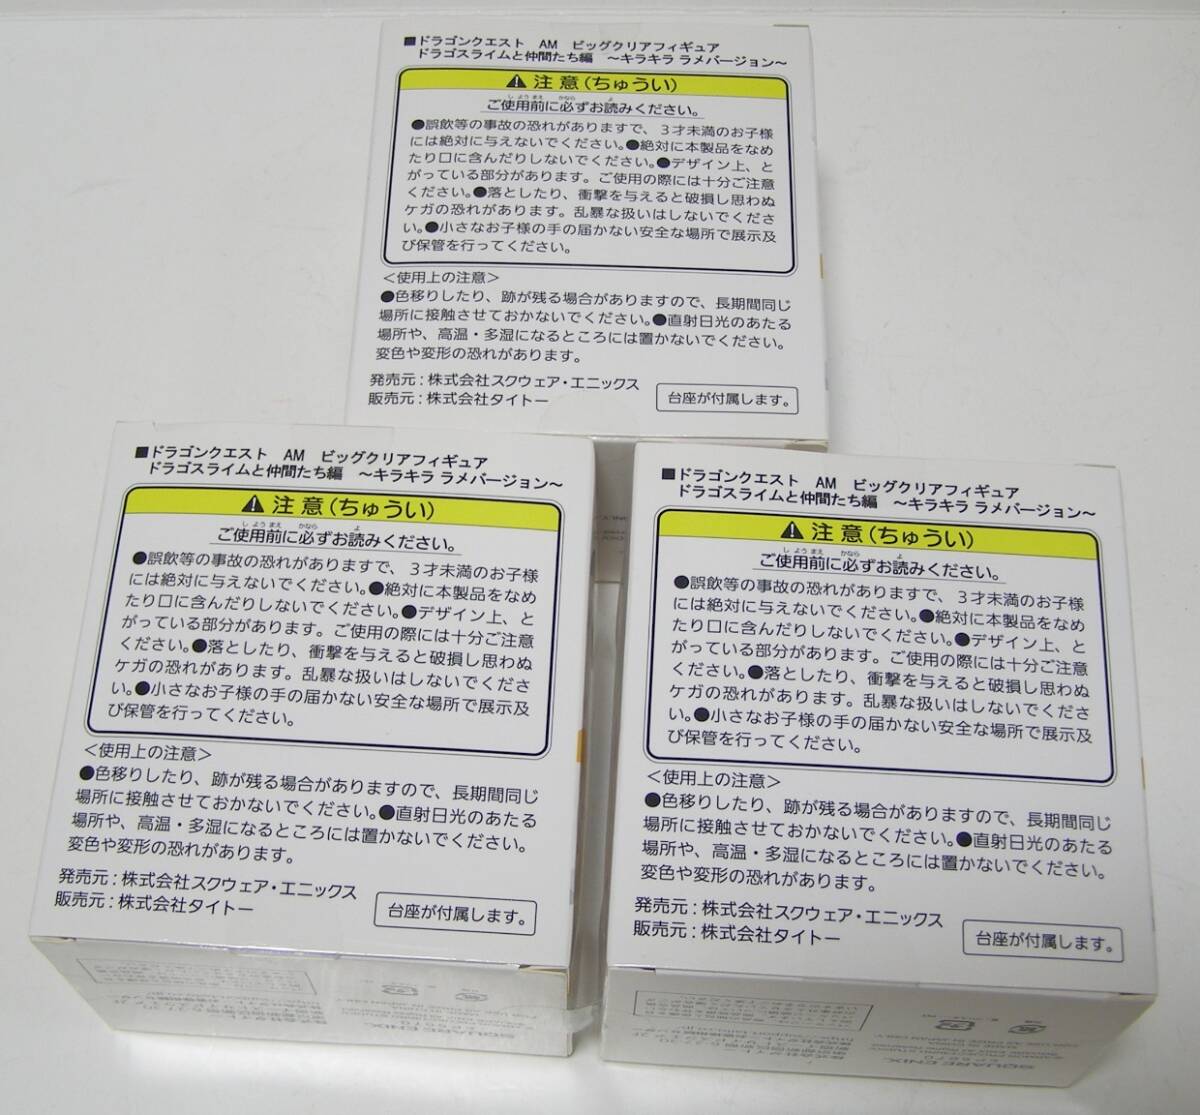 ■ドラゴンクエスト AM ビッグクリアフィギュア
ドラゴスライムと仲間たち編 ～キラキラ ラメバージョン～
注意(ちゅうい)
しようまえ かなら よ
ご使用前に必ずお読みください。
●誤飲等の事故の恐れがありますで、3才未満のお子様
には絶対に与えないでください。●絶対に本製品をなめ
たり口に含んだりしないでください。●デザイン上、と
がっている部分があります。ご使用の際には十分ご注意
ください。●落としたり、衝撃を与えると破損し思わぬ
ケガの恐れがあります。乱暴な扱いはしないでくださ
い。●小さなお子様の手の届かない安全な場所で展示及
び保管を行ってください。
＜使用上の注意＞
●色移りしたり、跡が残る場合がありますので、長期間同じ
場所に接触させておかないでください。●直射日光のあたる
場所や、高温・多湿になるところには置かないでください。
変色や変形の恐れがあります。
発売元：株式会社スクウェア・エニックス
販売元：株式会社タイトー
台座が付属します。
■ドラゴンクエスト AM ビッグクリアフィギュア
ドラゴスライムと仲間たち編 ～キラキラ ラメバージョン～
注意(ちゅうい)
しようまえ かなら よ
ご使用前に必ずお読みください。
●誤飲等の事故の恐れがありますで、3才未満のお子様
には絶対に与えないでください。●絶対に本製品をなめ
たり口に含んだりしないでください。●デザイン上、と
がっている部分があります。ご使用の際には十分ご注意
ください。●落としたり、衝撃を与えると破損し思わぬ
ケガの恐れがあります。乱暴な扱いはしないでくださ
い。●小さなお子様の手の届かない安全な場所で展示及
び保管を行ってください。
＜使用上の注意＞
●色移りしたり、跡が残る場合がありますので、長期間同じ
場所に接触させておかないでください。●直射日光のあたる
場所や、高温・多湿になるところには置かないでください。
変色や変形の恐れがあります。
発売元：株式会社スクウェア・エニックス
販売元：株式会社タイトー
台座が付属します。
■ドラゴンクエスト AM ビッグクリアフィギュア
ドラゴスライムと仲間たち編 ～キラキラ ラメバージョン～
注意(ちゅうい)
しようまえ かなら よ
ご使用前に必ずお読みください。
●誤飲等の事故の恐れがありますで、3才未満のお子様
には絶対に与えないでください。●絶対に本製品をなめ
たり口に含んだりしないでください。●デザイン上、と
がっている部分があります。ご使用の際には十分ご注意
ください。●落としたり、衝撃を与えると破損し思わぬ
ケガの恐れがあります。乱暴な扱いはしないでくださ
い。●小さなお子様の手の届かない安全な場所で展示及
び保管を行ってください。
＜使用上の注意＞
●色移りしたり、跡が残る場合がありますので、長期間同じ
場所に接触させておかないでください。●直射日光のあたる
場所や、高温・多湿になるところには置かないでください。
変色や変形の恐れがあります。
発売元：株式会社スクウェア・エニックス
販売元：株式会社タイトー
台座が付属します。
SQUARE ENIX
SQUARE ENIX